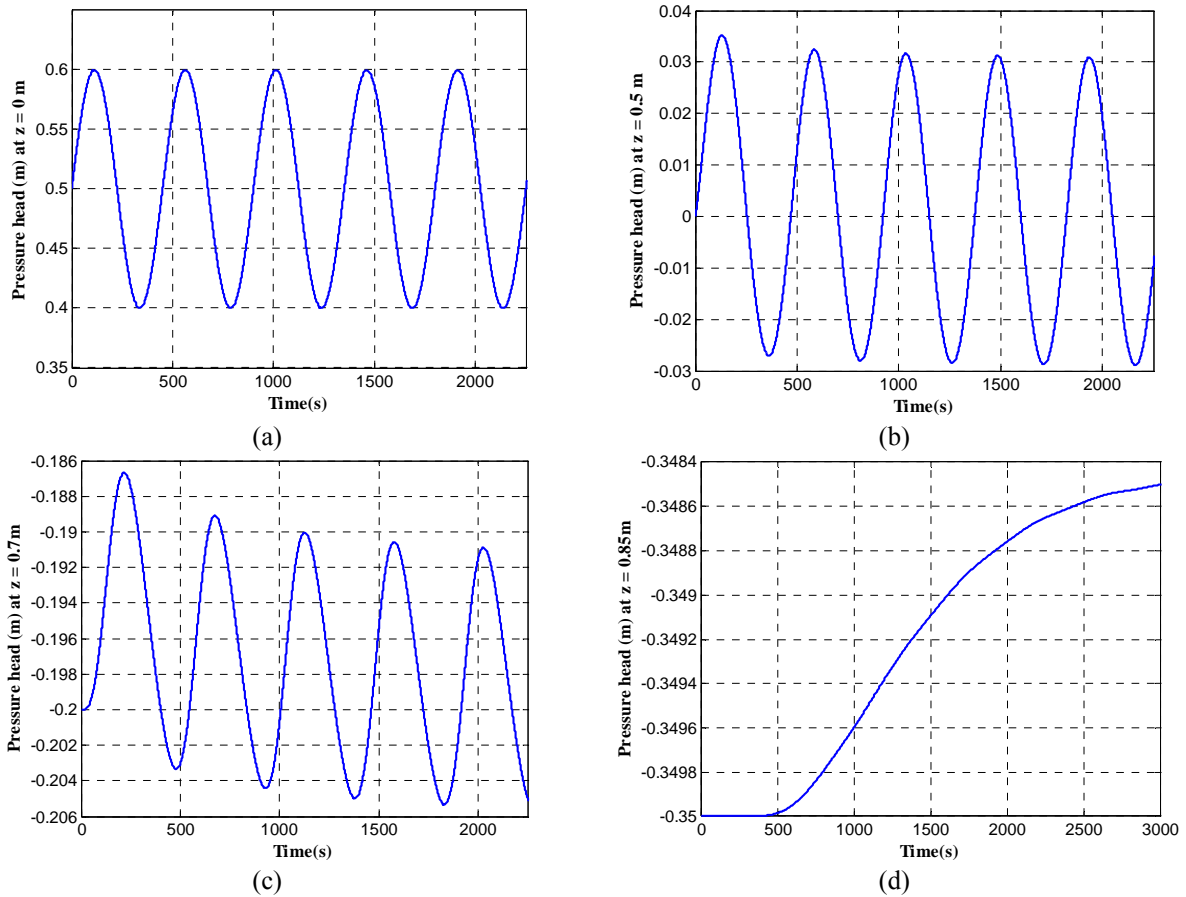 Pressure head (m) at z = 0 m
0.6
0.55
0.5
0.45
0.4
0.35
0 500 1000 1500 2000
Time(s)
(a)
Pressure head (m) at z = 0.5 m
0.04
0.03
0.02
0.01
0
-0.01
-0.02
-0.03
0 500 1000 1500 2000
Time(s)
(b)
Pressure head (m) at z = 0.7m
-0.186
-0.188
-0.19
-0.192
-0.194
-0.196
-0.198
-0.2
-0.202
-0.204
-0.206
0 500 1000 1500 2000
Time(s)
(c)
Pressure head (m) at z = 0.85m
-0.3484
-0.3486
-0.3488
-0.349
-0.3492
-0.3494
-0.3496
-0.3498
-0.35
0 500 1000 1500 2000 2500 3000
Time(s)
(d)